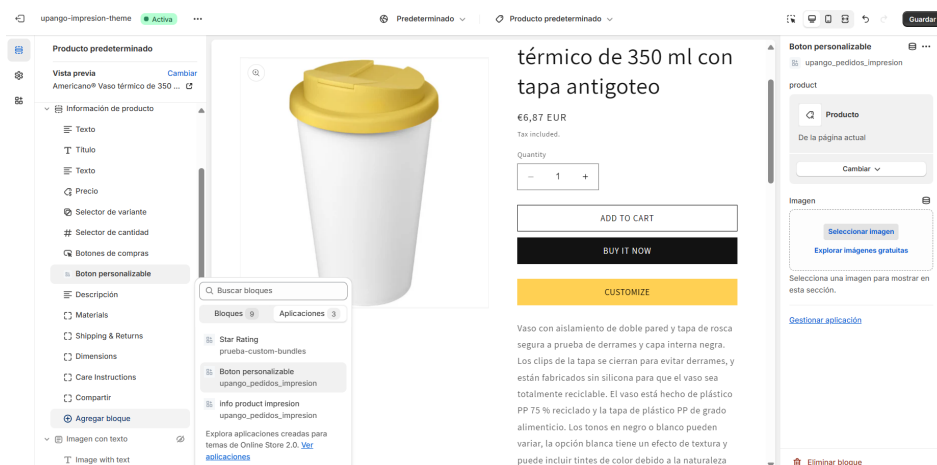 upango-impresion-theme
Activa
Predeterminado
Producto predeterminado
Guardar
Producto predeterminado
Vista previa
Cambiar
Americano® Vaso térmico de 350 ...
Información de producto
Texto
Título
Texto
Precio
Selector de variante
Selector de cantidad
Botones de compras
Boton personalizable
Descripción
Materials
Shipping & Returns
Dimensions
Care Instructions
Compartir
Agregar bloque
Imagen con texto
Image with text
Buscar bloques
Bloques 9
Aplicaciones 3
Star Rating
prueba-custom-bundles
Boton personalizable
upango_pedidos_impresion
info product impresion
upango_pedidos_impresion
Explora aplicaciones creadas para
temas de Online Store 2.0. Ver
aplicaciones
térmico de 350 ml con
tapa antigoteo
€6,87 EUR
Tax included.
Quantity
− 1 +
ADD TO CART
BUY IT NOW
CUSTOMIZE
Vaso con aislamiento de doble pared y tapa de rosca
segura a prueba de derrames y capa interna negra.
Los clips de la tapa se cierran para evitar derrames, y
están fabricados sin silicona para que el vaso sea
totalmente reciclable. El vaso está hecho de plástico
PP 75 % reciclado y la tapa de plástico PP de grado
alimenticio. Los tonos en negro o blanco pueden
variar, la opción blanca tiene un efecto de textura y
puede incluir tintes de color debido a la naturaleza
Boton personalizable
upango_pedidos_impresion
product
Producto
De la página actual
Cambiar
Imagen
Seleccionar imagen
Explorar imágenes gratuitas
Selecciona una imagen para mostrar en
esta sección.
Gestionar aplicación
Eliminar bloque